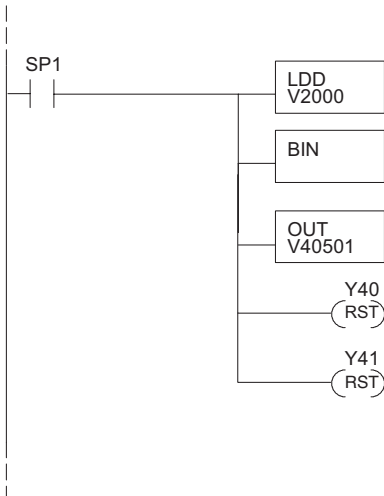 SP1
LDD
V2000
BIN
OUT
V40501
Y40
RST
Y41
RST